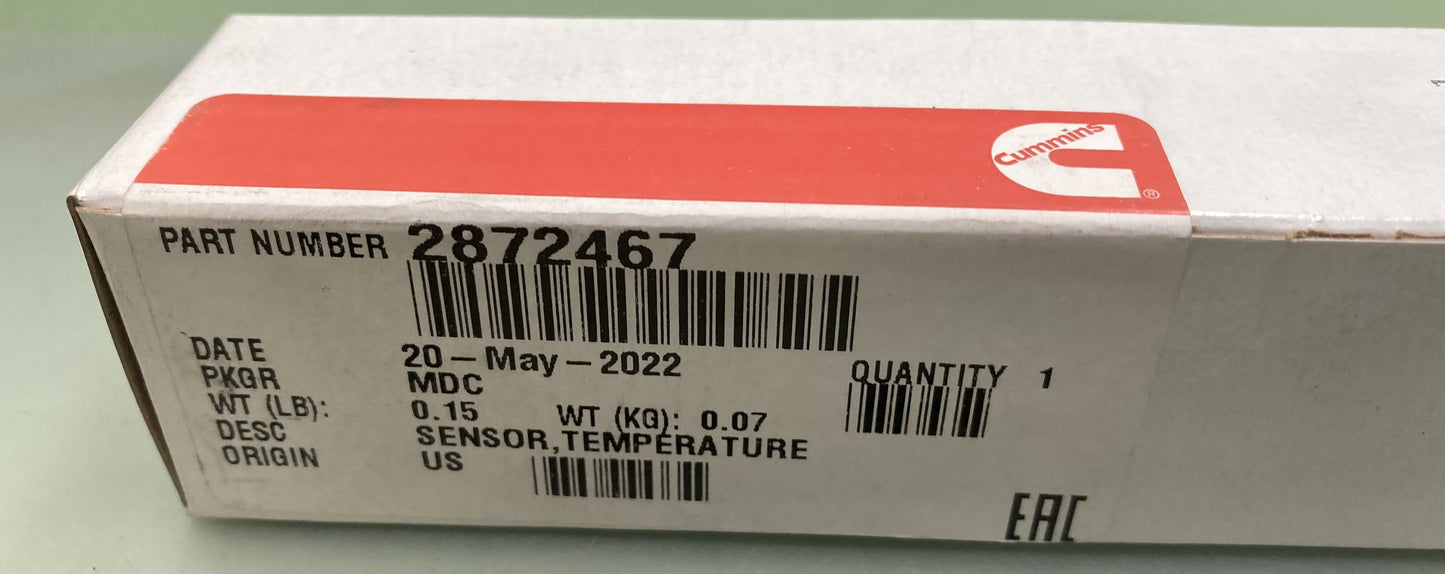 Cummins
®
PART NUMBER 2872467
DATE 20-May-2022
QUANTITY 1
PKGR MDC
WT (LB): 0.15 WT (KG): 0.07
DESC SENSOR,TEMPERATURE
ORIGIN US
EAC